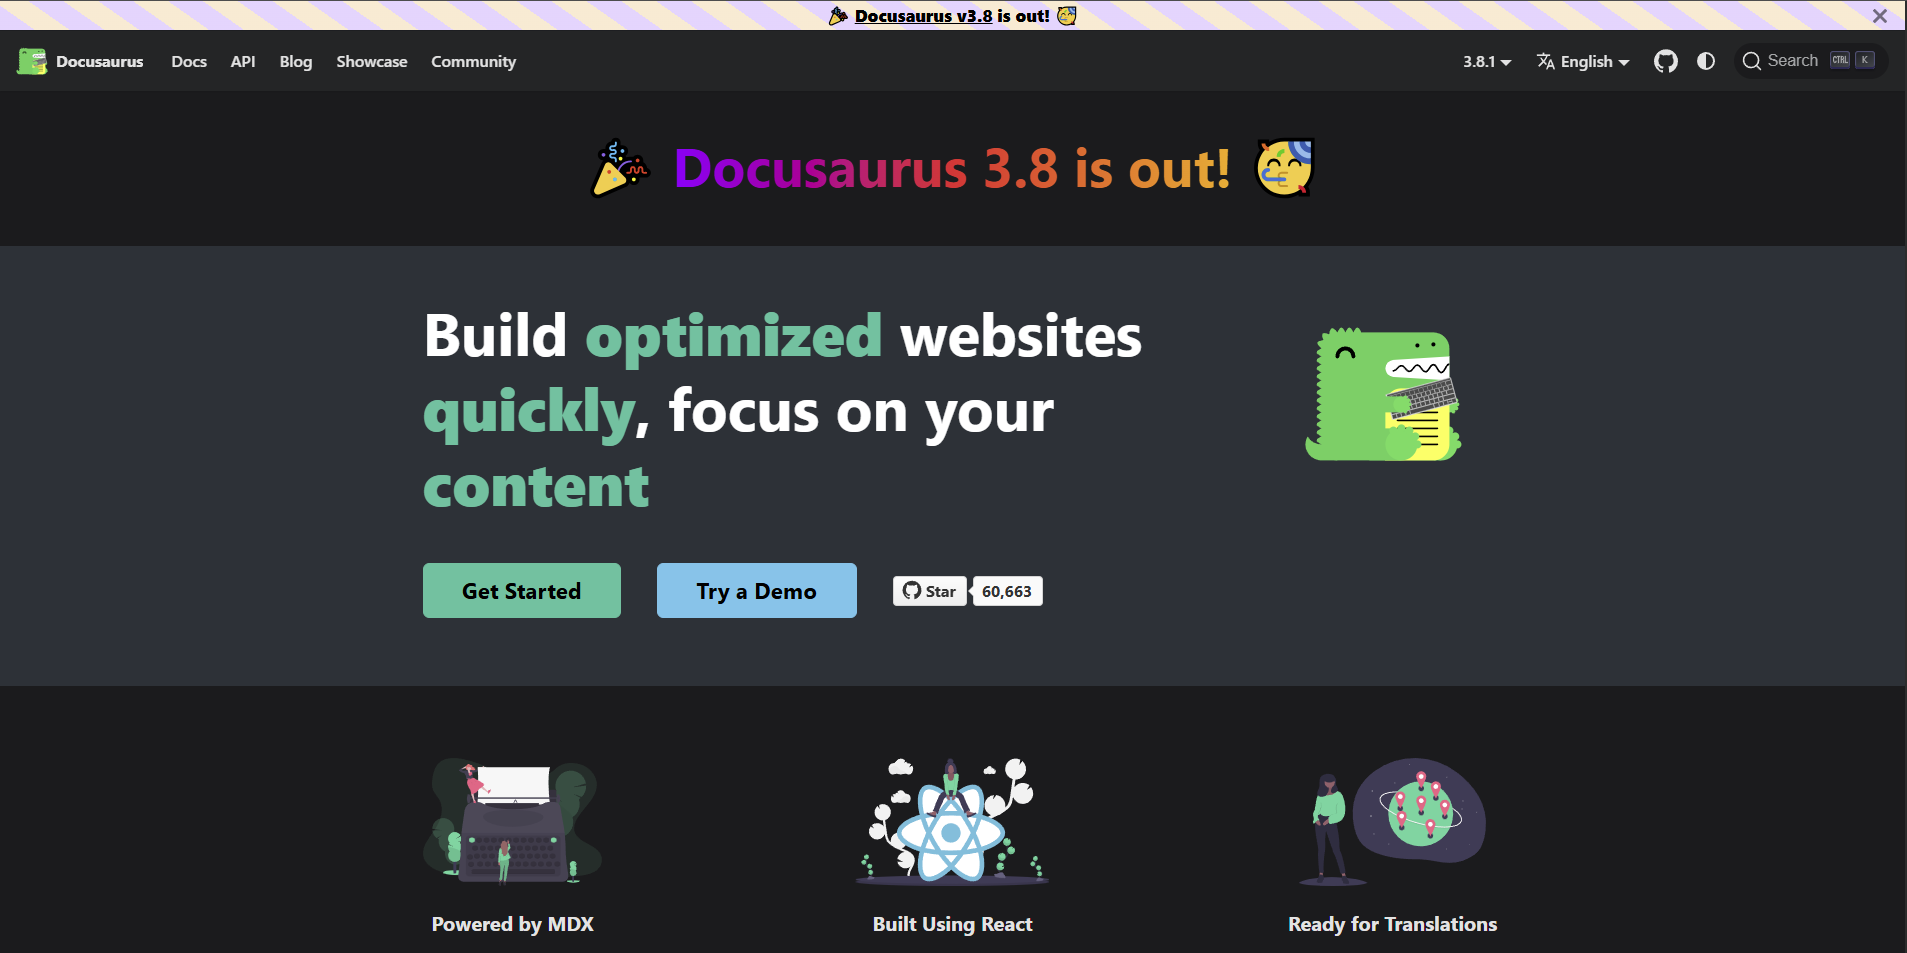 🎉 Docusaurus v3.8 is out! 🥳
Docusaurus Docs API Blog Showcase Community 3.8.1 English Search CTRL K
🎉 Docusaurus 3.8 is out! 🥳
Build optimized websites
quickly, focus on your
content
Get Started Try a Demo Star 60,663
Powered by MDX Built Using React Ready for Translations